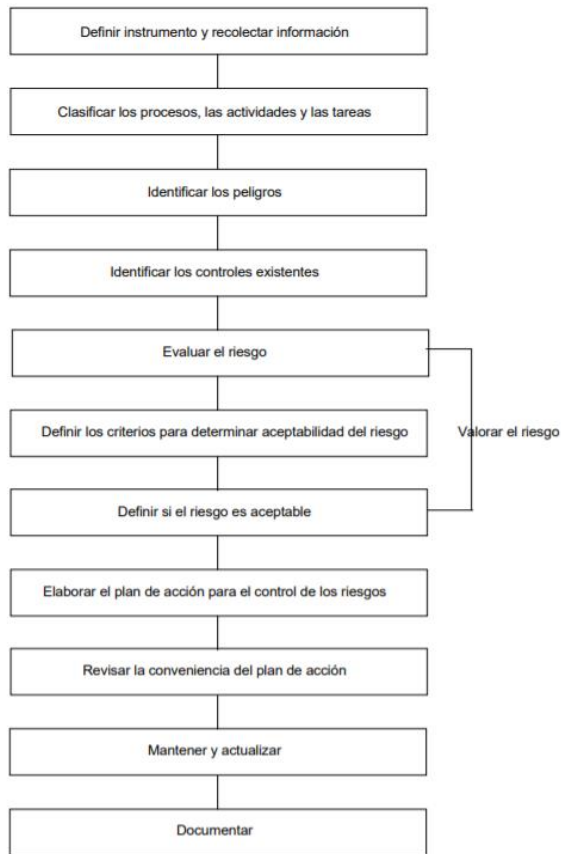 Definir instrumento y recolectar información
Clasificar los procesos, las actividades y las tareas
Identificar los peligros
Identificar los controles existentes
Evaluar el riesgo
Definir los criterios para determinar aceptabilidad del riesgo
Valorar el riesgo
Definir si el riesgo es aceptable
Elaborar el plan de acción para el control de los riesgos
Revisar la conveniencia del plan de acción
Mantener y actualizar
Documentar